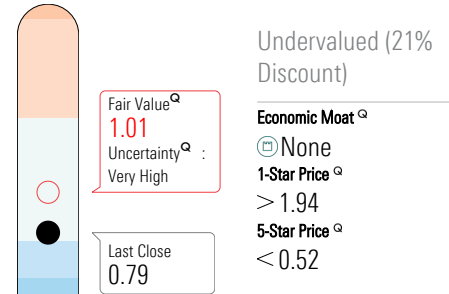 Fair Value Q
1.01
Uncertainty Q :
Very High
Last Close
0.79
Undervalued (21%
Discount)
Economic Moat Q
None
1-Star Price Q
>1.94
5-Star Price Q
<0.52